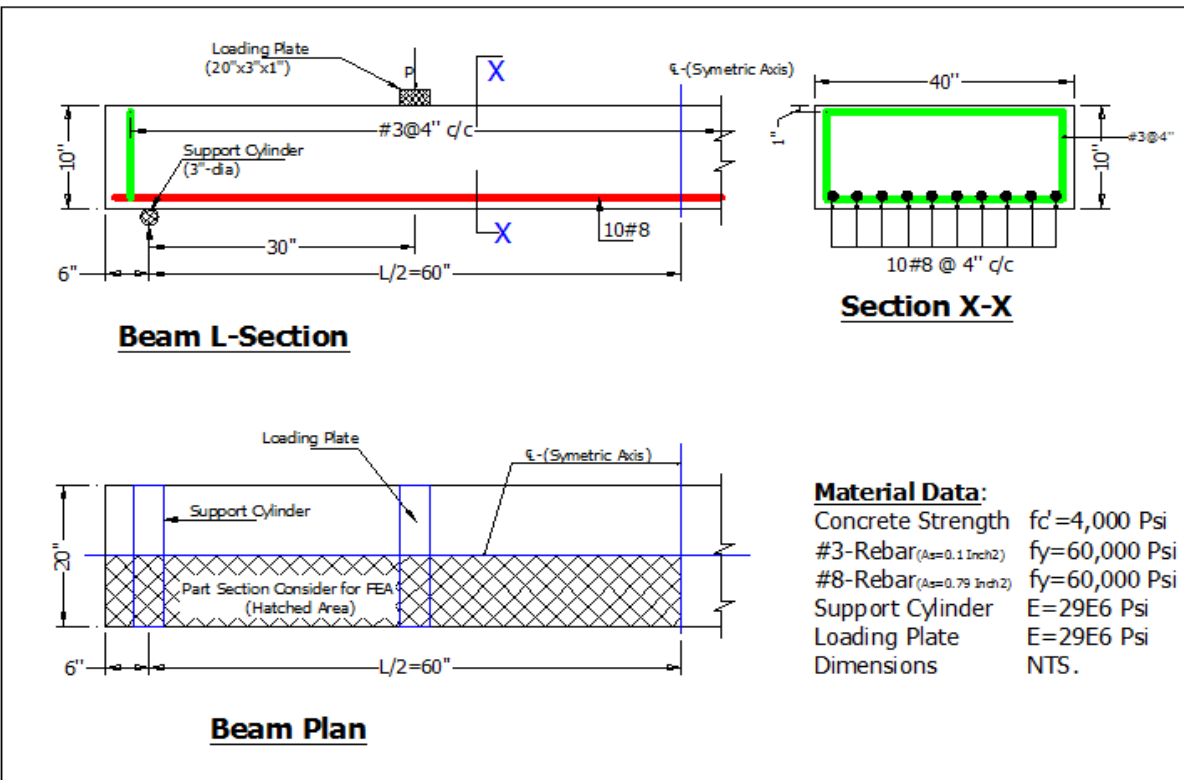 Loading Plate
(20"x3"x1")
P
X
℄-(Symetric Axis)
#3@4" c/c
10"
Support Cylinder
(3"-dia)
30"
X
10#8
6"
L/2=60"
Beam L-Section
40"
1"
#3@4"
10"
10#8 @ 4" c/c
Section X-X
Loading Plate
℄-(Symetric Axis)
Support Cylinder
20"
Part Section Consider for FEA
(Hatched Area)
6"
L/2=60"
Beam Plan
Material Data:
Concrete Strength fc'=4,000 Psi
#3-Rebar(As=0.1 Inch2) fy=60,000 Psi
#8-Rebar(As=0.79 Inch2) fy=60,000 Psi
Support Cylinder E=29E6 Psi
Loading Plate E=29E6 Psi
Dimensions NTS.